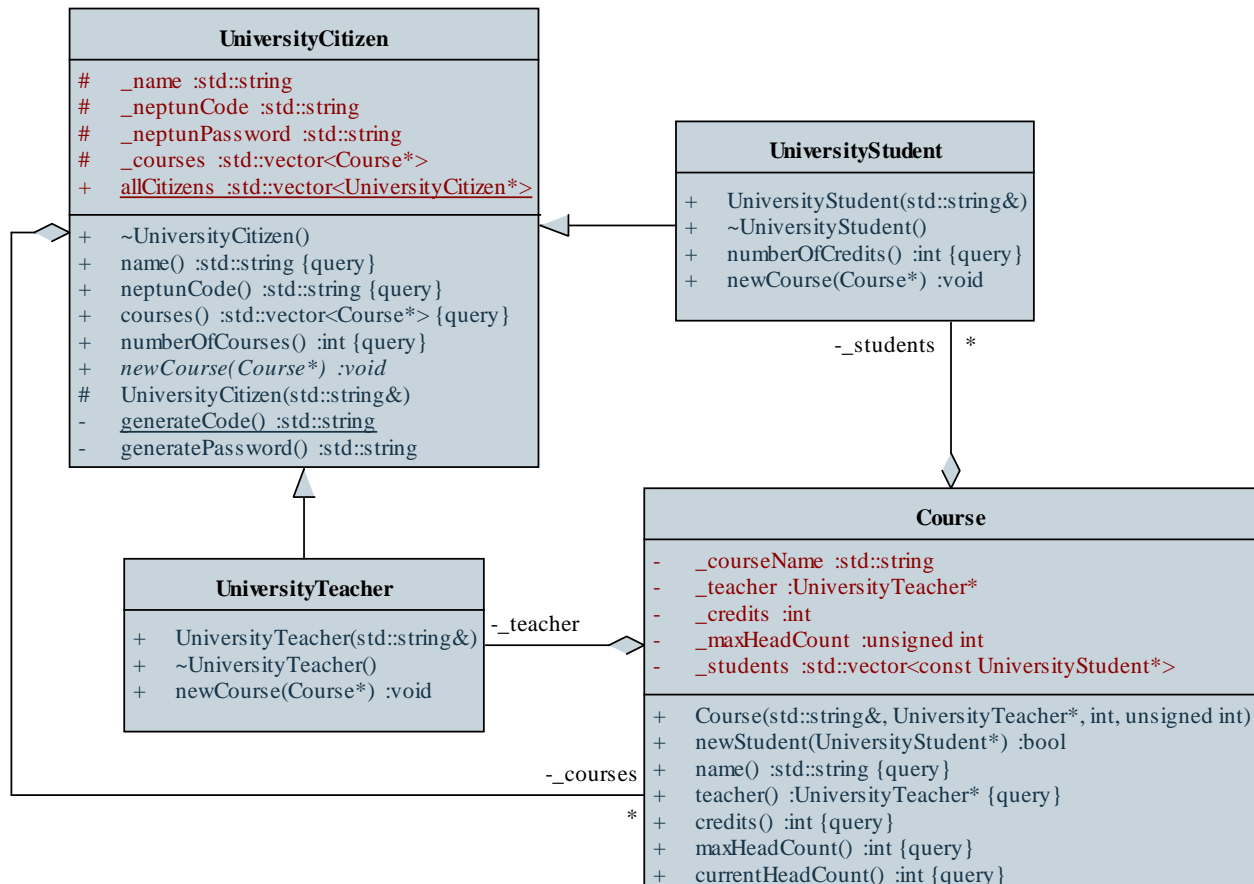 UniversityCitizen
# _name :std::string
# _neptunCode :std::string
# _neptunPassword :std::string
# _courses :std::vector<Course*>
+ allCitizens :std::vector<UniversityCitizen*>
+ ~UniversityCitizen()
+ name() :std::string {query}
+ neptunCode() :std::string {query}
+ courses() :std::vector<Course*> {query}
+ numberOfCourses() :int {query}
+ newCourse(Course*) :void
# UniversityCitizen(std::string&)
- generateCode() :std::string
- generatePassword() :std::string
UniversityStudent
+ UniversityStudent(std::string&)
+ ~UniversityStudent()
+ numberOfCredits() :int {query}
+ newCourse(Course*) :void
-_students *
UniversityTeacher
+ UniversityTeacher(std::string&)
+ ~UniversityTeacher()
+ newCourse(Course*) :void
-_teacher
-_courses
*
Course
- _courseName :std::string
- _teacher :UniversityTeacher*
- _credits :int
- _maxHeadCount :unsigned int
- _students :std::vector<const UniversityStudent*>
+ Course(std::string&, UniversityTeacher*, int, unsigned int)
+ newStudent(UniversityStudent*) :bool
+ name() :std::string {query}
+ teacher() :UniversityTeacher* {query}
+ credits() :int {query}
+ maxHeadCount() :int {query}
+ currentHeadCount() :int {query}